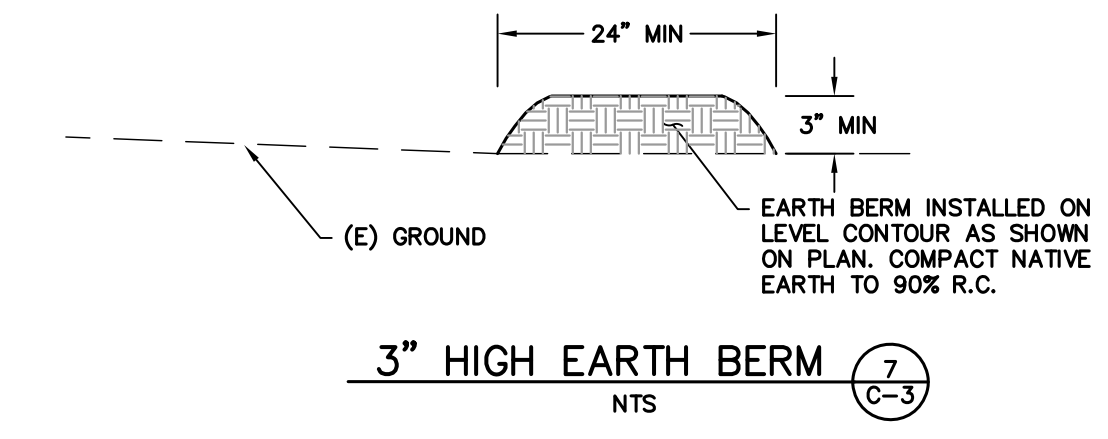 24" MIN
3" MIN
(E) GROUND
EARTH BERM INSTALLED ON
LEVEL CONTOUR AS SHOWN
ON PLAN. COMPACT NATIVE
EARTH TO 90% R.C.
3" HIGH EARTH BERM
NTS
7
C-3